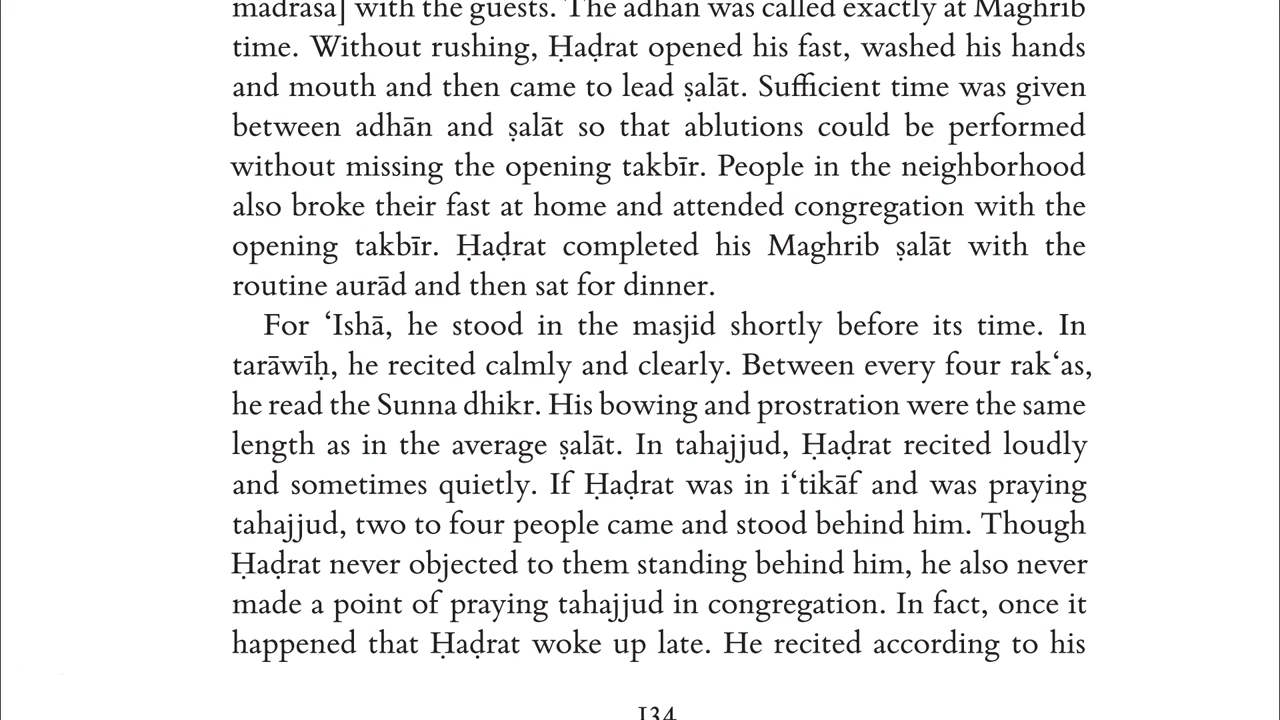 madrasa] with the guests. The adhān was called exactly at Maghrib
time. Without rushing, Ḥaḍrat opened his fast, washed his hands
and mouth and then came to lead ṣalāt. Sufficient time was given
between adhān and ṣalāt so that ablutions could be performed
without missing the opening takbīr. People in the neighborhood
also broke their fast at home and attended congregation with the
opening takbīr. Ḥaḍrat completed his Maghrib ṣalāt with the
routine aurād and then sat for dinner.
For ‘Ishā, he stood in the masjid shortly before its time. In
tarāwīḥ, he recited calmly and clearly. Between every four rak‘as,
he read the Sunna dhikr. His bowing and prostration were the same
length as in the average ṣalāt. In tahajjud, Ḥaḍrat recited loudly
and sometimes quietly. If Ḥaḍrat was in i‘tikāf and was praying
tahajjud, two to four people came and stood behind him. Though
Ḥaḍrat never objected to them standing behind him, he also never
made a point of praying tahajjud in congregation. In fact, once it
happened that Ḥaḍrat woke up late. He recited according to his
134